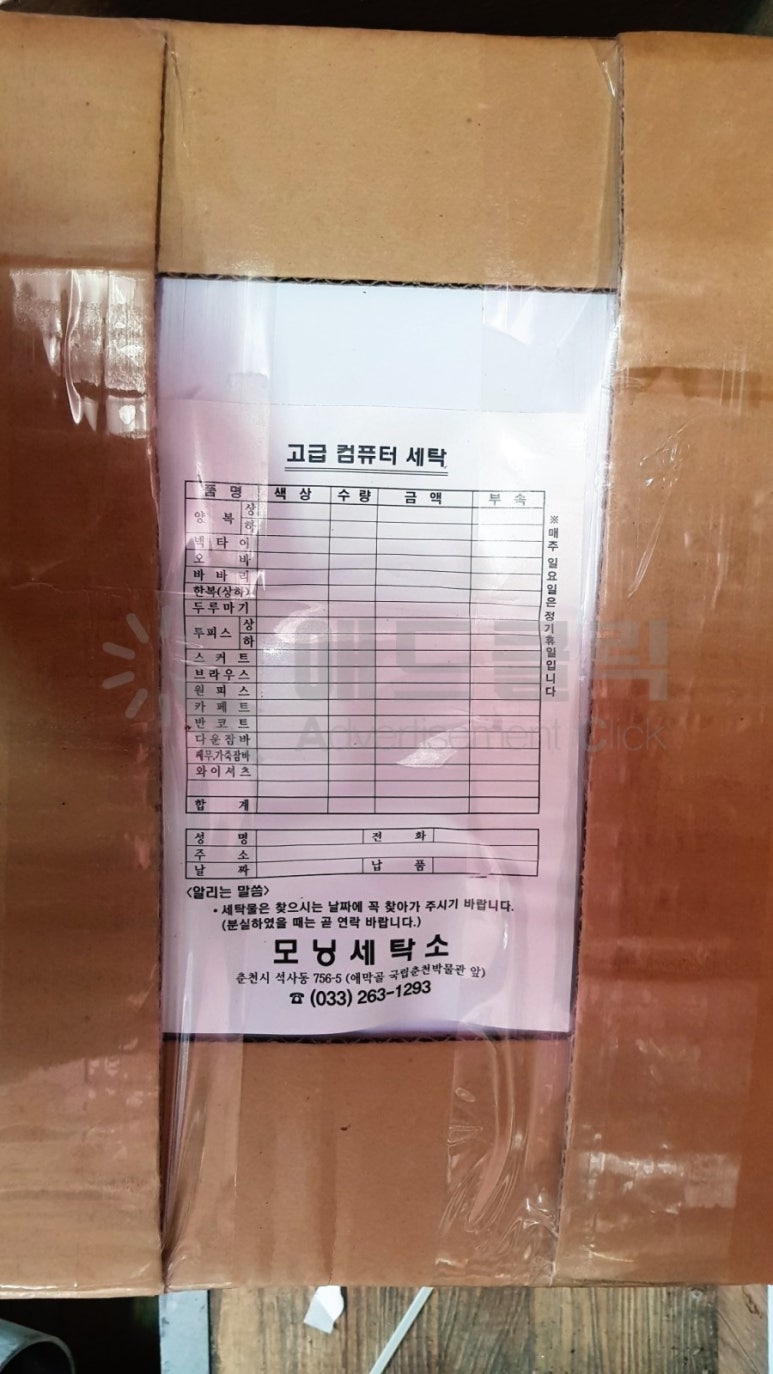 고급 컴퓨터 세탁
품 명 색 상 수 량 금 액 부 속
양 복 상
하
넥 타 이
오 바
바 바 리
한복(상하)
두루마기
투피스 상
하
스 커 트
브라우스
원 피 스
카 페 트
반 코 트
다운잠바
쎄무,가죽잠바
와이셔츠
합 계
※ 매주 일요일은 정기휴일입니다
성 명 전 화
주 소
날 짜 납 품
<알리는 말씀>
• 세탁물은 찾으시는 날짜에 꼭 찾아가 주시기 바랍니다.
(분실하였을 때는 곧 연락 바랍니다.)
모닝세탁소
춘천시 석사동 756-5 (애막골 국립춘천박물관 앞)
☎ (033) 263-1293
애드클릭
Advertisement Click